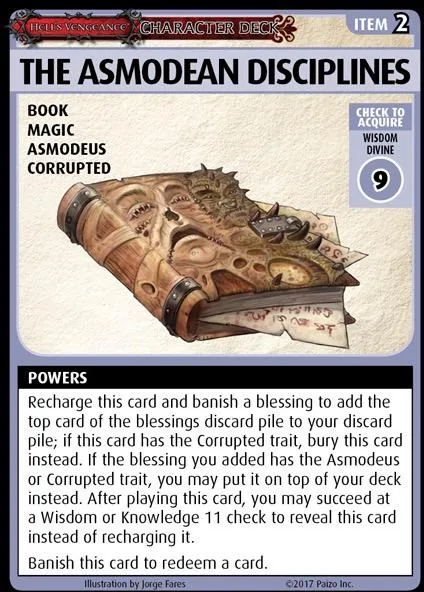 HELL'S VENGEANCE CHARACTER DECK ITEM 2
THE ASMODEAN DISCIPLINES
BOOK
MAGIC
ASMODEUS
CORRUPTED
CHECK TO
ACQUIRE
WISDOM
DIVINE
9
POWERS
Recharge this card and banish a blessing to add the
top card of the blessings discard pile to your discard
pile; if this card has the Corrupted trait, bury this card
instead. If the blessing you added has the Asmodeus
or Corrupted trait, you may put it on top of your deck
instead. After playing this card, you may succeed at
a Wisdom or Knowledge 11 check to reveal this card
instead of recharging it.
Banish this card to redeem a card.
Illustration by Jorge Fares ©2017 Paizo Inc.